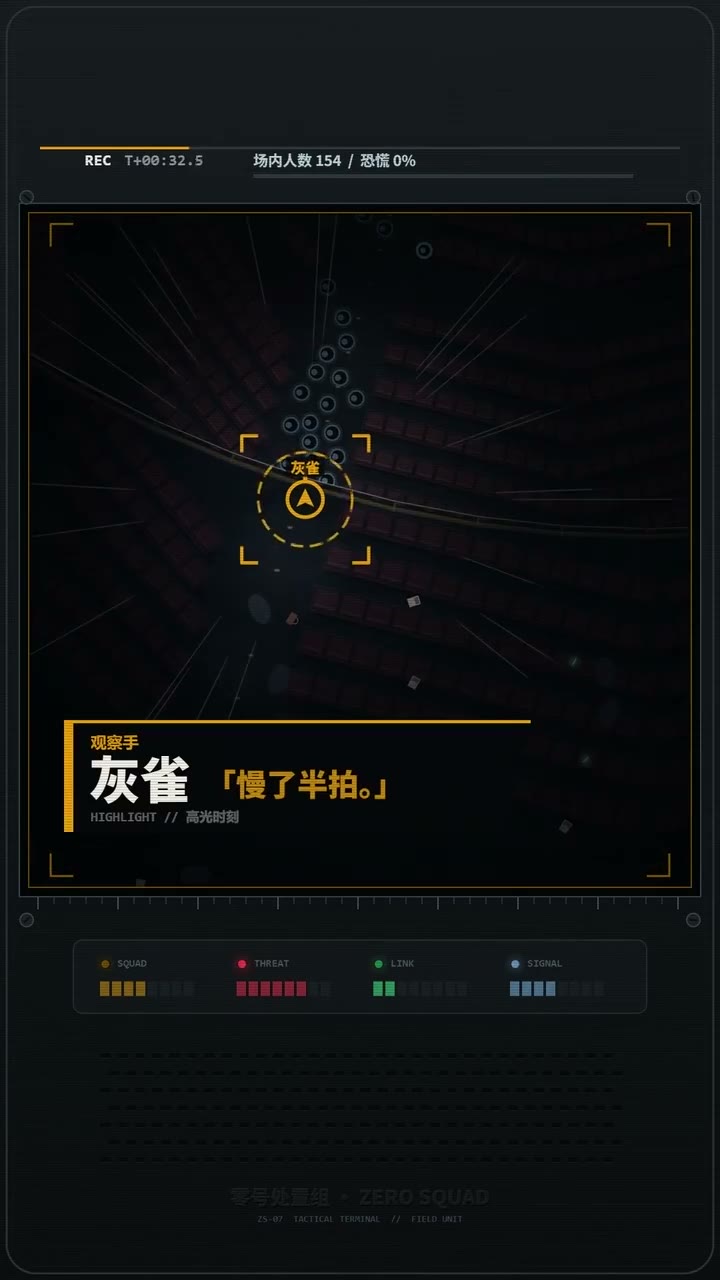 REC T+00:32.5 场内人数 154 / 恐慌 0%
灰雀
观察手
灰雀 「慢了半拍。」
HIGHLIGHT // 高光时刻
SQUAD THREAT LINK SIGNAL
零号处置组 · ZERO SQUAD
ZS-07 TACTICAL TERMINAL // FIELD UNIT